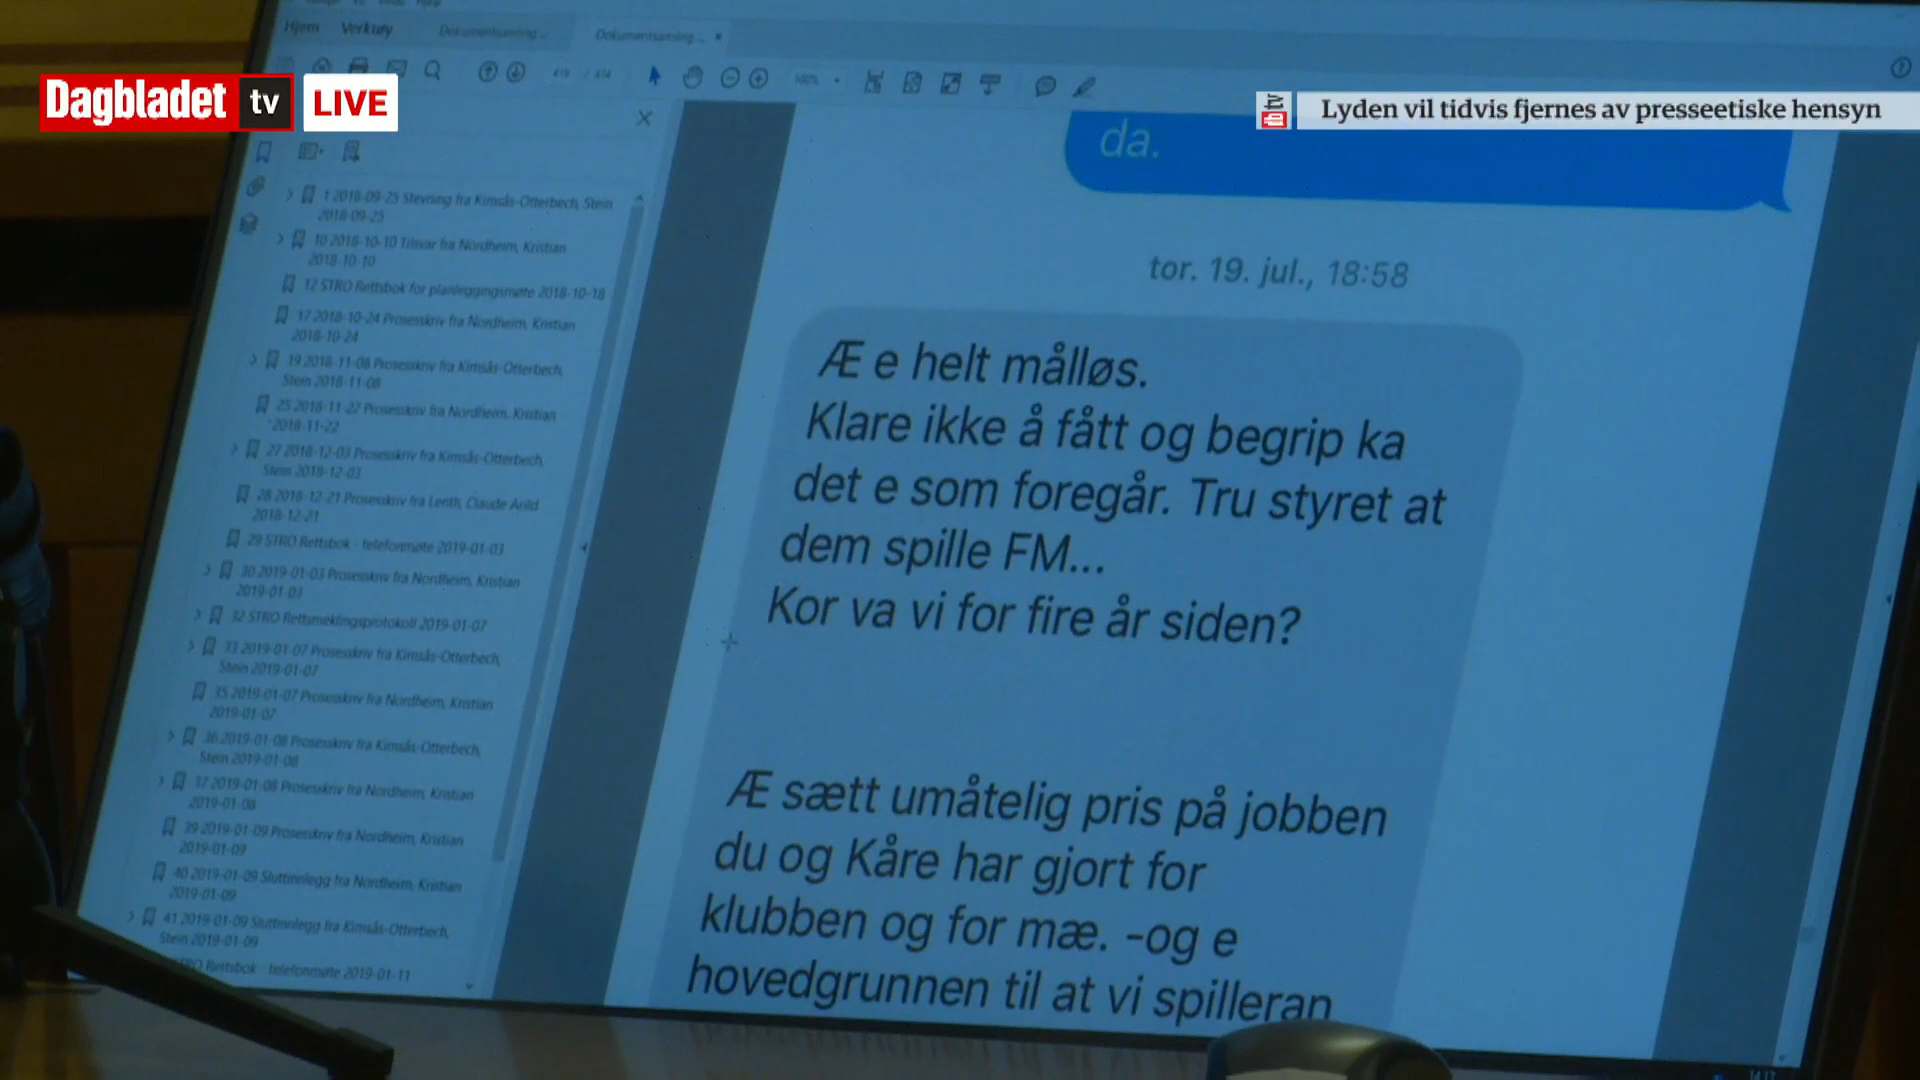 Hjem Verktøy Dokumentsamling ... Dokumentsamling ... ×
Dagbladet tv LIVE
Lyden vil tidvis fjernes av presseetiske hensyn
1 2018-09-25 Stevning fra Kimsås-Otterbech, Stein
2018-09-25
10 2018-10-10 Tilsvar fra Nordheim, Kristian
2018-10-10
12 STRO Rettsbok for planleggingsmøte 2018-10-18
17 2018-10-24 Prosesskriv fra Nordheim, Kristian
2018-10-24
19 2018-11-08 Prosesskriv fra Kimsås-Otterbech,
Stein 2018-11-08
25 2018-11-22 Prosesskriv fra Nordheim, Kristian
2018-11-22
27 2018-12-03 Prosesskriv fra Kimsås-Otterbech,
Stein 2018-12-03
28 2018-12-21 Prosesskriv fra Lenth, Claude Arild
2018-12-21
29 STRO Rettsbok - telefonmøte 2019-01-03
30 2019-01-03 Prosesskriv fra Nordheim, Kristian
2019-01-03
32 STRO Rettsmeklingsprotokoll 2019-01-07
33 2019-01-07 Prosesskriv fra Kimsås-Otterbech,
Stein 2019-01-07
35 2019-01-07 Prosesskriv fra Nordheim, Kristian
2019-01-07
36 2019-01-08 Prosesskriv fra Kimsås-Otterbech,
Stein 2019-01-08
37 2019-01-08 Prosesskriv fra Nordheim, Kristian
2019-01-08
39 2019-01-09 Prosesskriv fra Nordheim, Kristian
2019-01-09
40 2019-01-09 Sluttinnlegg fra Nordheim, Kristian
2019-01-09
41 2019-01-09 Sluttinnlegg fra Kimsås-Otterbech,
Stein 2019-01-09
Rettsbok - telefonmøte 2019-01-11
da.
tor. 19. jul., 18:58
Æ e helt målløs.
Klare ikke å fått og begrip ka
det e som foregår. Tru styret at
dem spille FM...
Kor va vi for fire år siden?
Æ sætt umåtelig pris på jobben
du og Kåre har gjort for
klubben og for mæ. -og e
hovedgrunnen til at vi spilleran